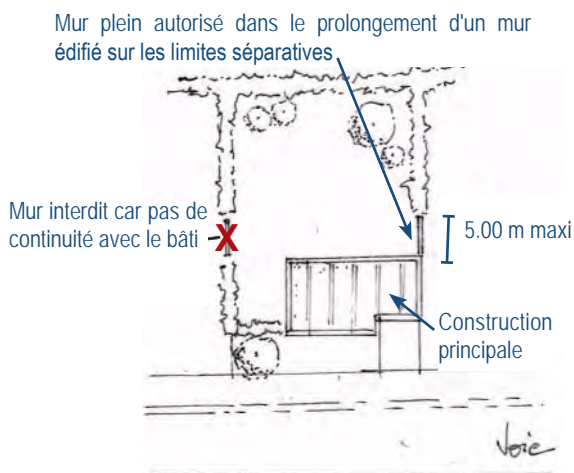 Mur plein autorisé dans le prolongement d'un mur
édifié sur les limites séparatives
Mur interdit car pas de
continuité avec le bâti
X
5.00 m maxi
Construction
principale
Voie